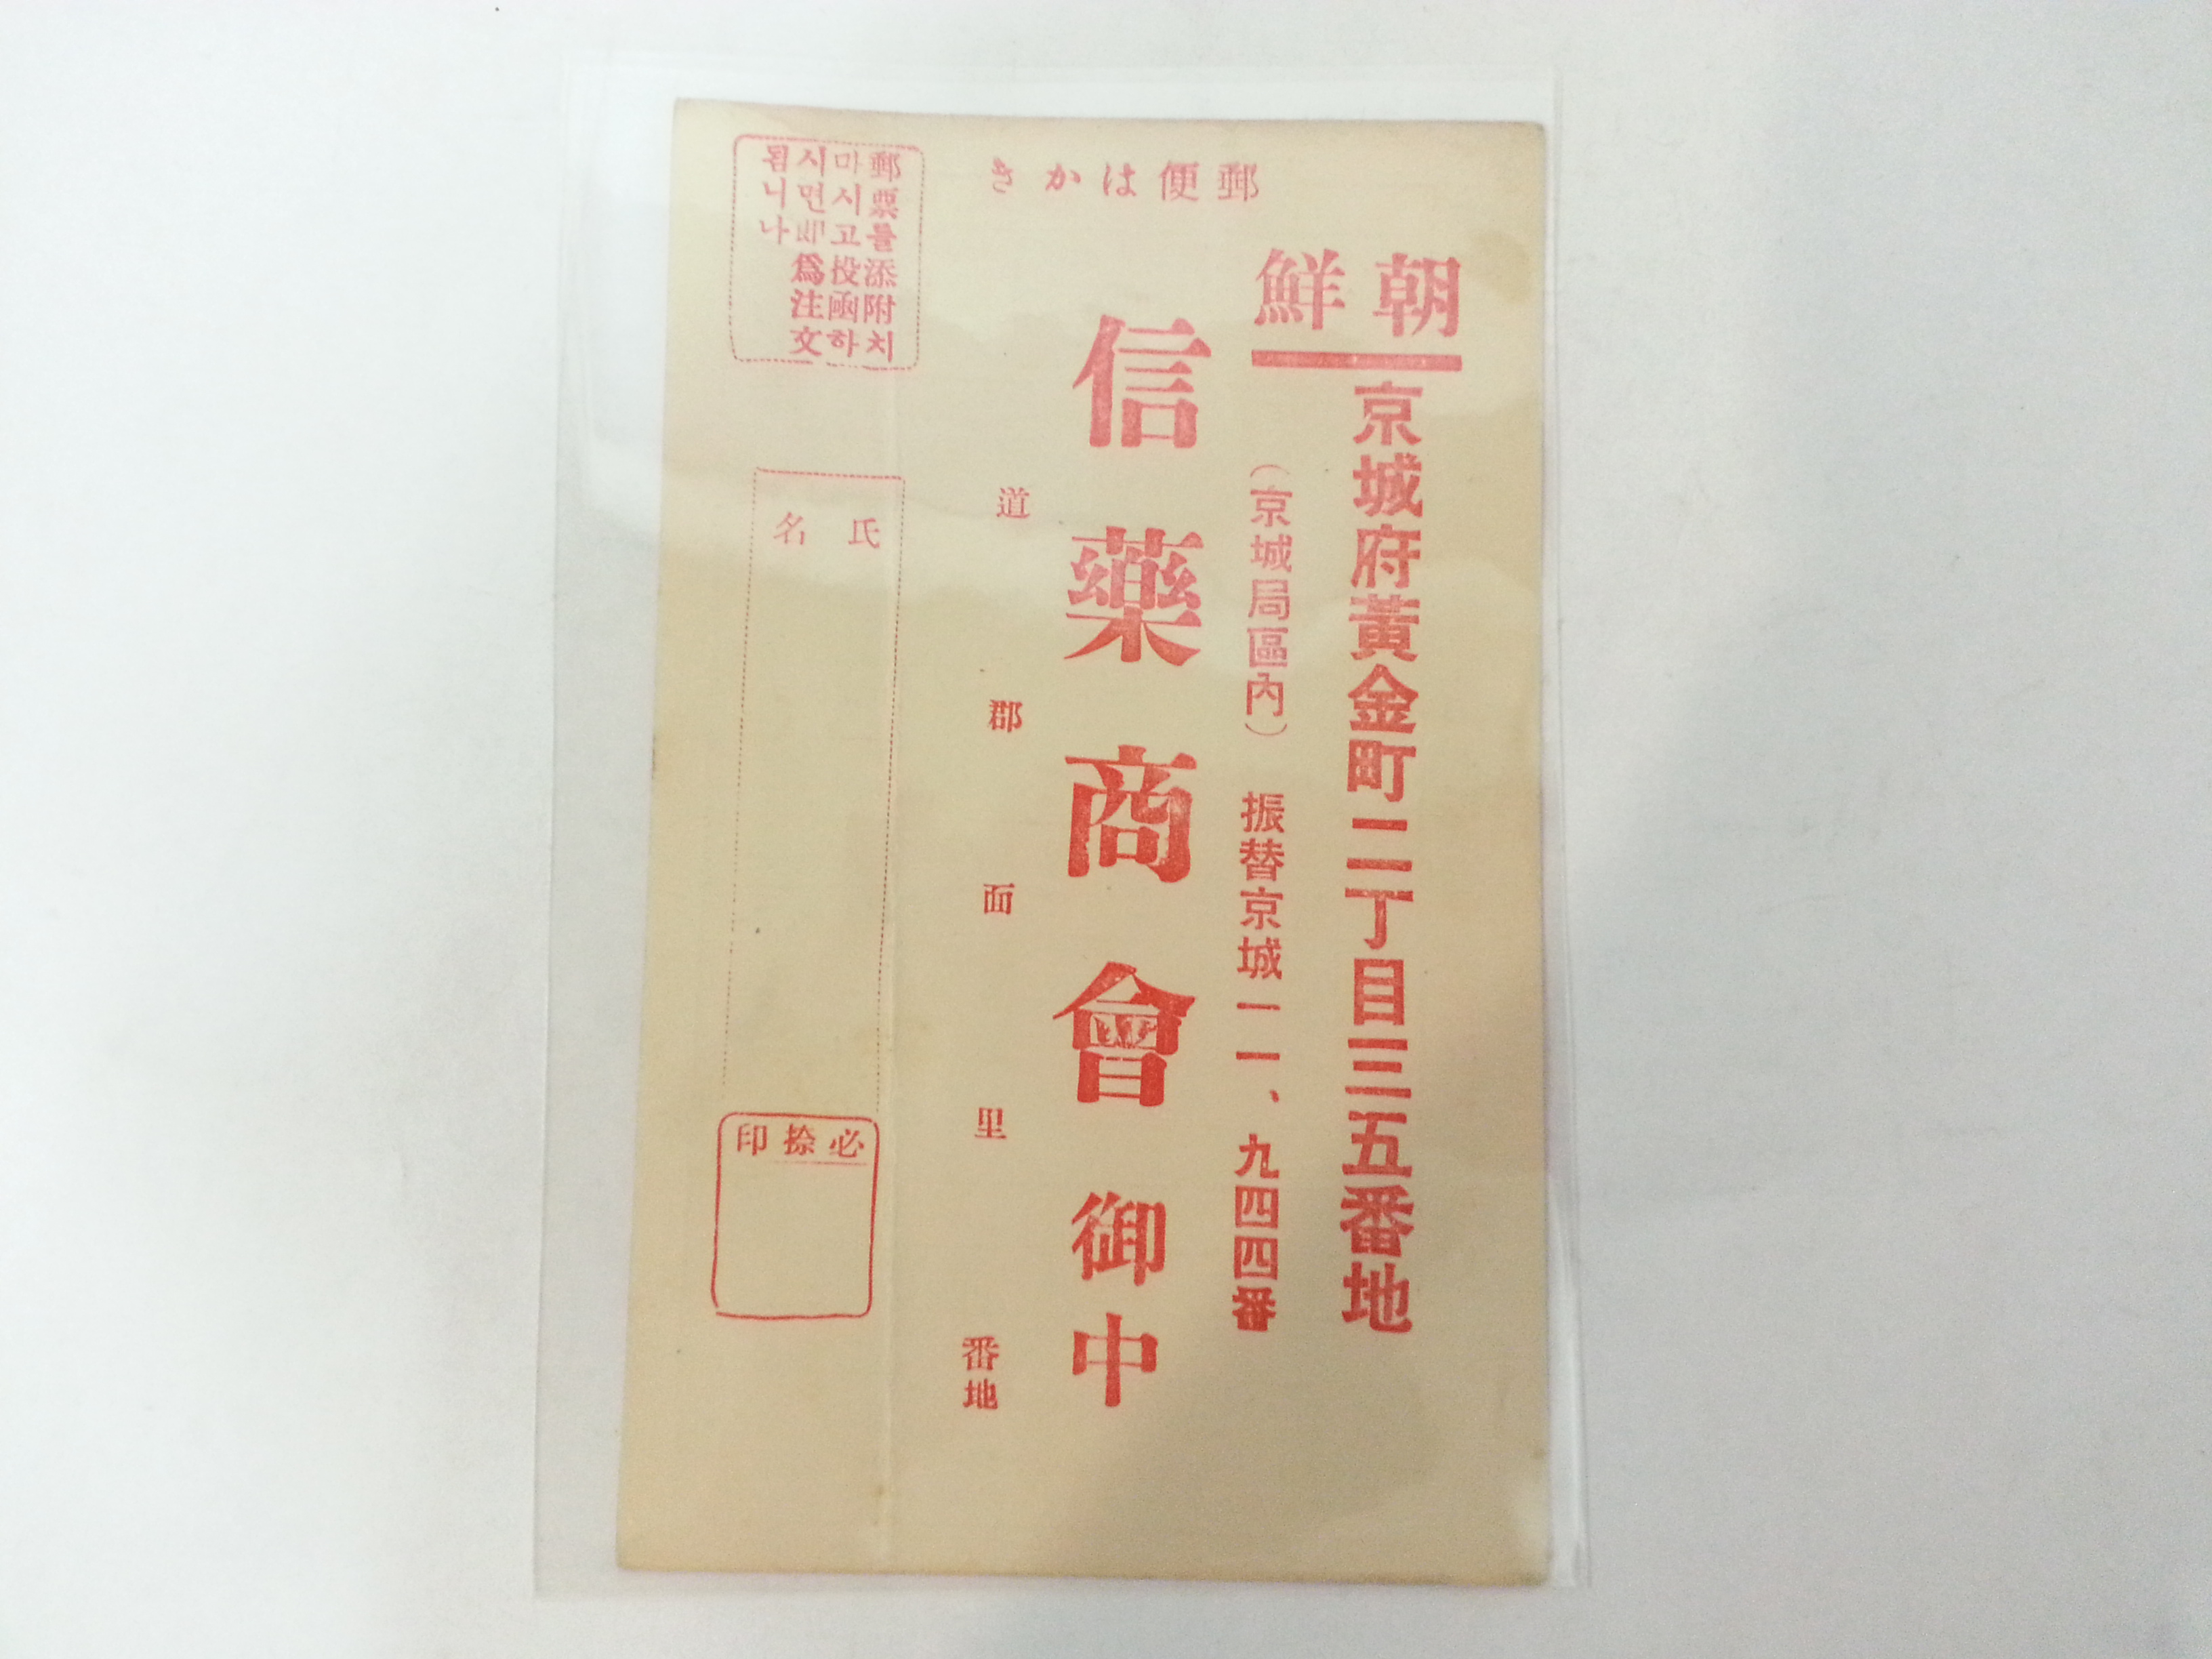 郵便はかき
朝鮮
京城府黃金町二丁目三五番地
（京城局區內）　振替京城一一、九四四番
信藥商會御中
道　郡　面　里　番地
郵票를添附치
마시고投函하
시면卽爲注文
됨니나
氏名
必捺印